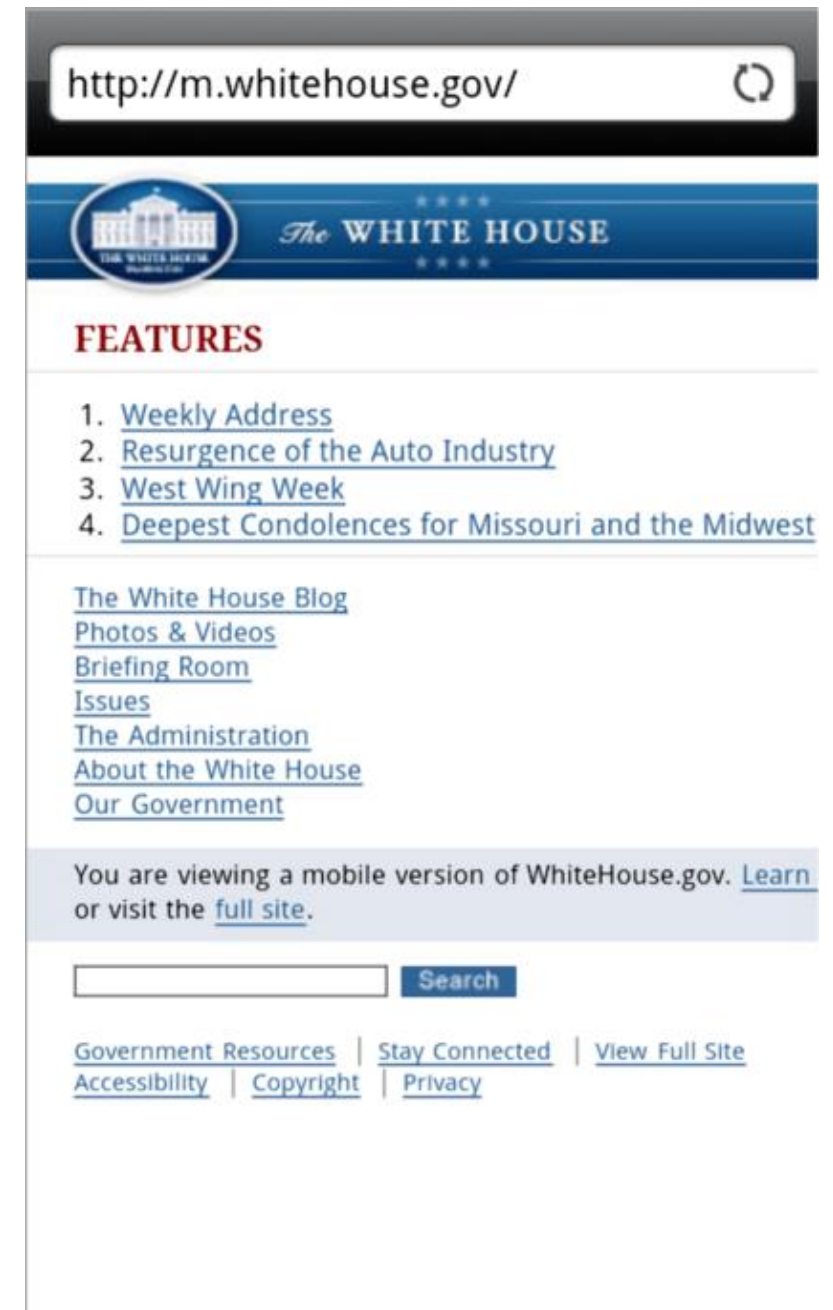 http://m.whitehouse.gov/
THE WHITE HOUSE
The WHITE HOUSE
FEATURES
1. Weekly Address
2. Resurgence of the Auto Industry
3. West Wing Week
4. Deepest Condolences for Missouri and the Midwest
The White House Blog
Photos & Videos
Briefing Room
Issues
The Administration
About the White House
Our Government
You are viewing a mobile version of WhiteHouse.gov. Learn
or visit the full site.
Search
Government Resources | Stay Connected | View Full Site
Accessibility | Copyright | Privacy